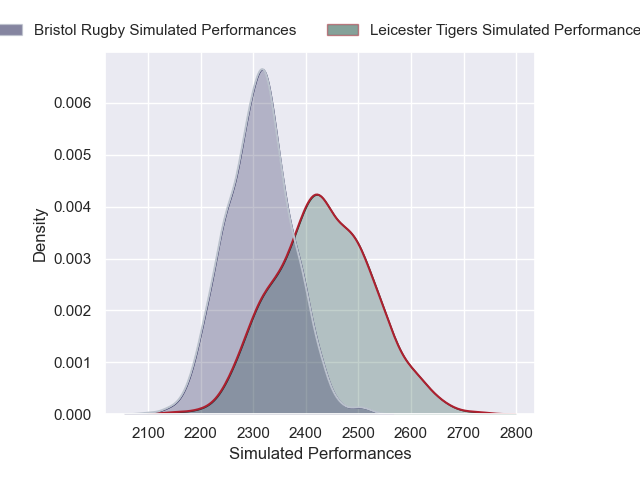 Bristol Rugby Simulated Performances
Leicester Tigers Simulated Performance
0.006
0.005
0.004
0.003
0.002
0.001
0.000
Density
2100 2200 2300 2400 2500 2600 2700 2800
Simulated Performances